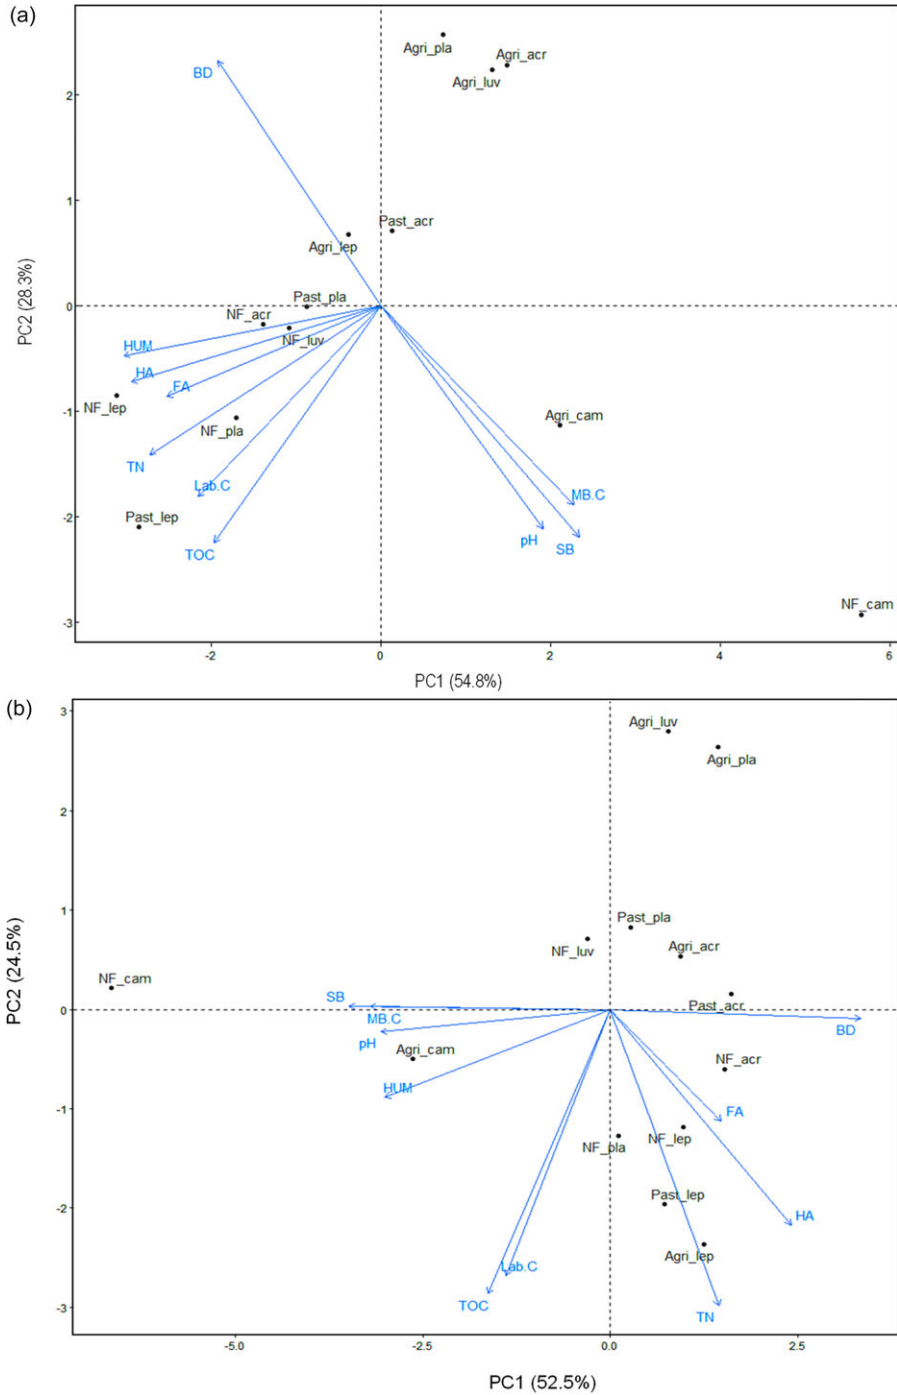 (a)
Agri_pla
Agri_acr
Agri_luv
BD
2
1
Past_acr
Agri_lep
Past_pla
0
NF_acr
NF_luv
HUM
HA
FA
NF_lep
-1
NF_pla
Agri_cam
TN
Lab.C
MB.C
-2
Past_lep
TOC
pH
SB
NF_cam
-3
PC2 (28.3%)
-2
0
2
4
6
PC1 (54.8%)
(b)
3
Agri_luv
Agri_pla
2
1
Past_pla
NF_luv
Agri_acr
NF_cam
SB
Past_acr
0
MB.C
pH
BD
Agri_cam
NF_acr
HUM
FA
-1
NF_pla
NF_lep
Past_lep
HA
-2
Agri_lep
Lab.C
TOC
TN
-3
PC2 (24.5%)
-5.0
-2.5
0.0
2.5
PC1 (52.5%)